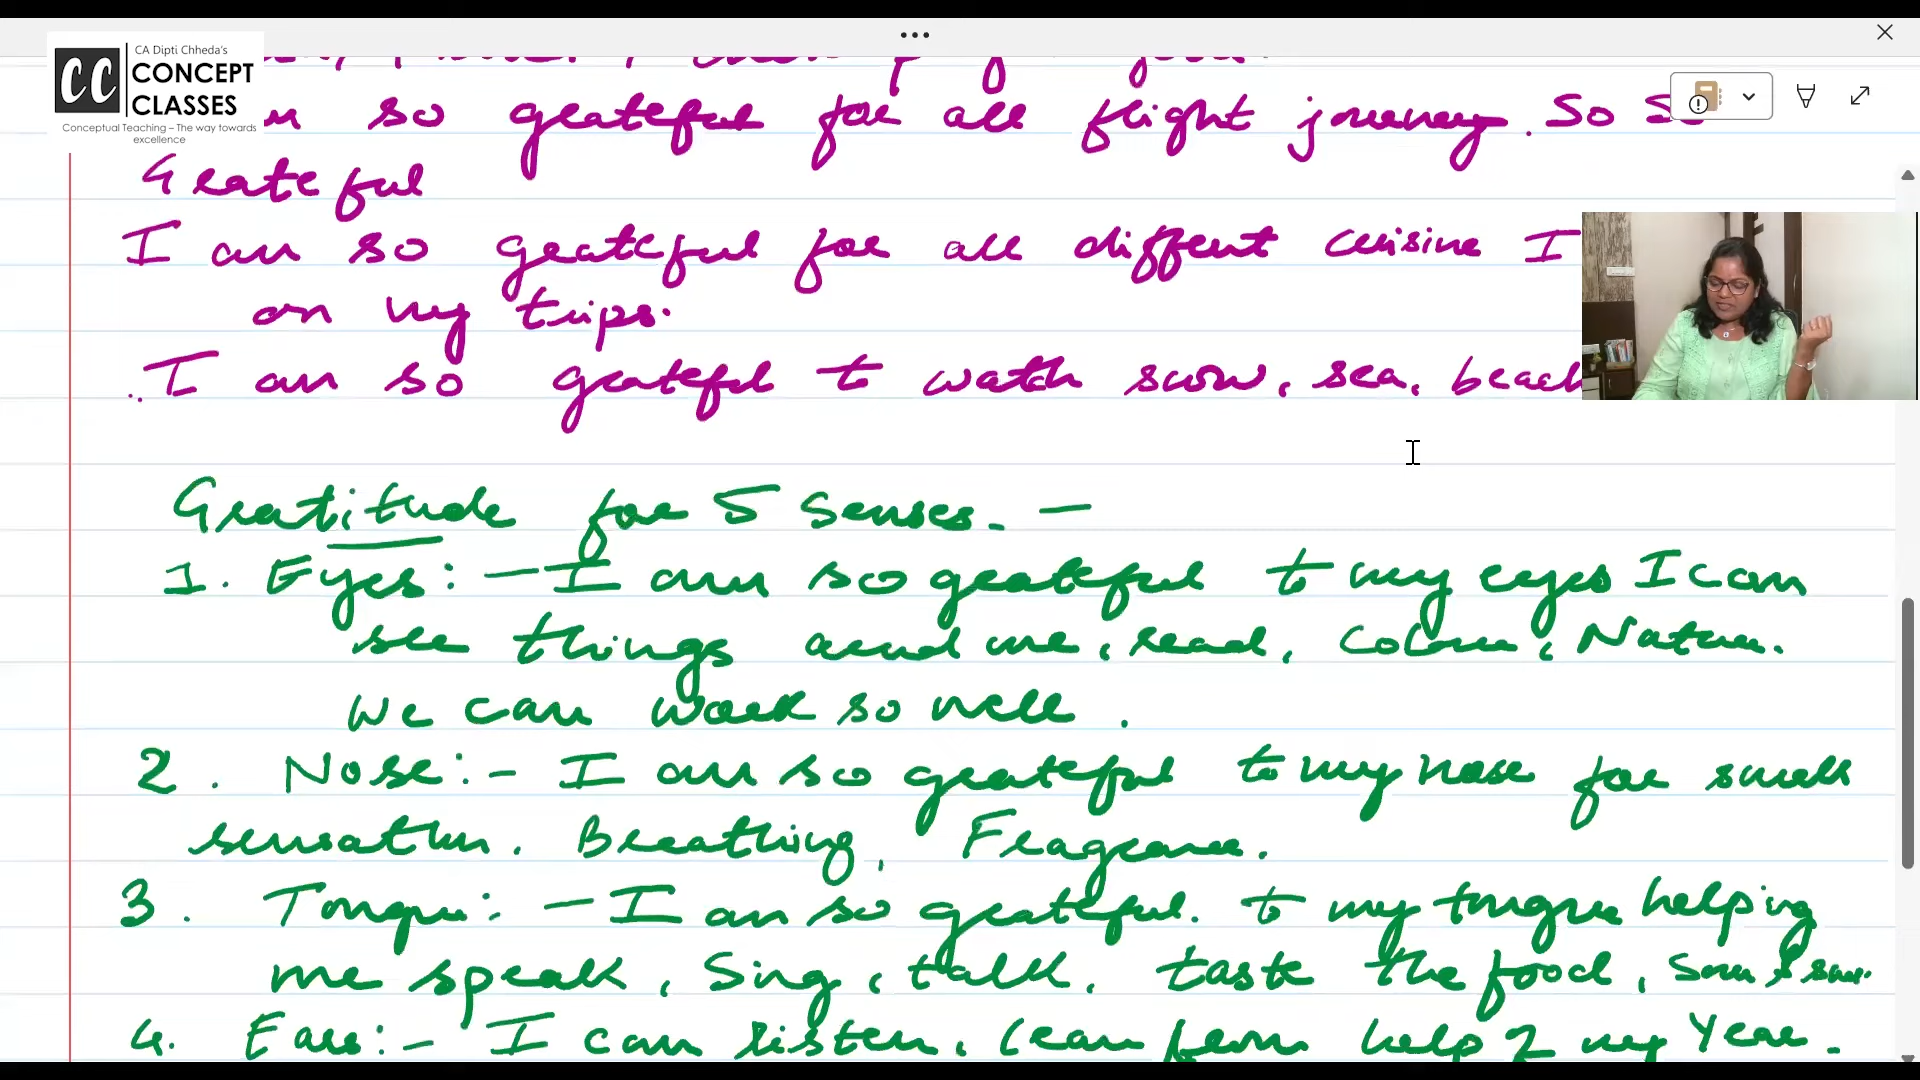 CA Dipti Chheda's
CC CONCEPT
CLASSES
Conceptual Teaching – The way towards
excellence
so grateful for all flight journey. So So
Grateful
I am so grateful for all diffent cuisine I
on my trips.
I am so grateful to watch snow, sea, beach
Gratitude for 5 Senses. -
1. Eyes: - I am so grateful to my eyes I can
see things aend me, read, Colour, Nature.
we can work so well.
2. Nose:- I am so grateful to my nose for smell
sensation. Breathing, Fragrance.
3. Tongue: - I am so grateful. to my tongue helping
me speak, Sing, talk, taste the food, Sour &
4. Ears:- I can listen, learn from help of my Year.